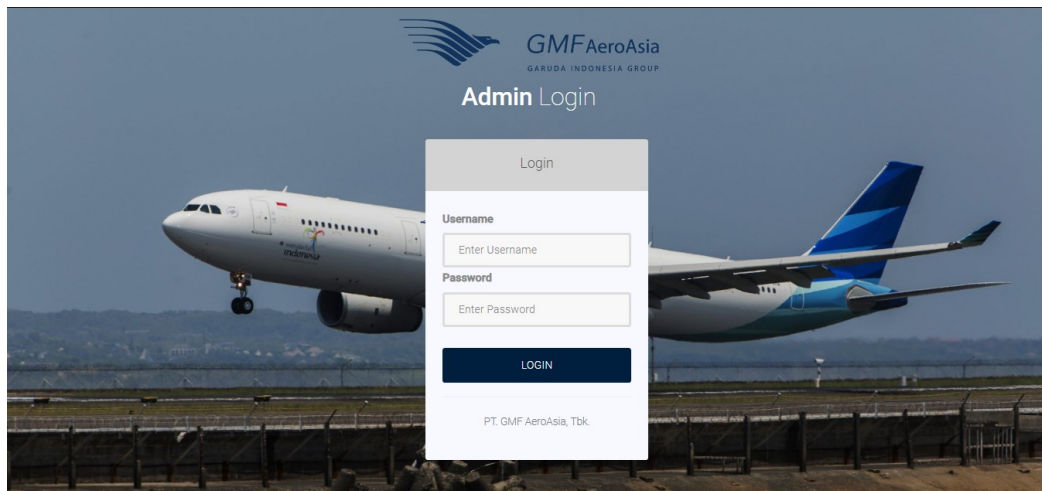 GMF AeroAsia
GARUDA INDONESIA GROUP
Admin Login
Login
Username
Enter Username
Password
Enter Password
LOGIN
PT. GMF AeroAsia, Tbk.
indonesia